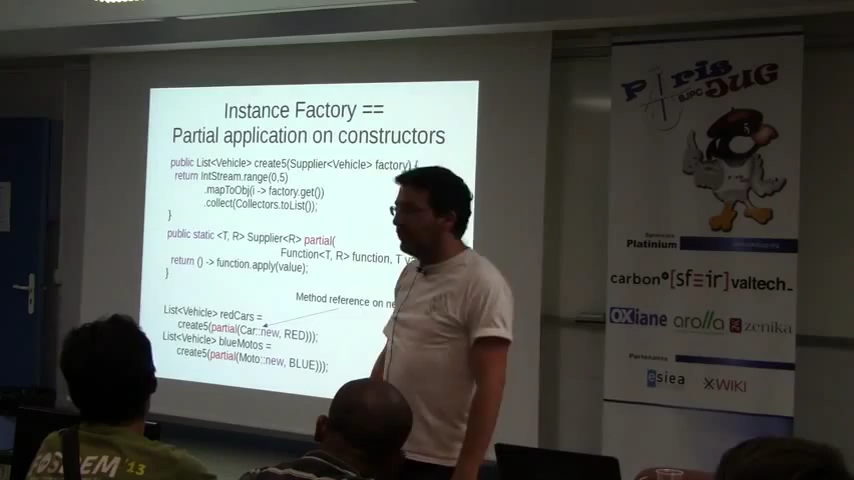 Instance Factory ==
Partial application on constructors
public List<Vehicle> create5(Supplier<Vehicle> factory) {
return IntStream.range(0,5)
.mapToObj(i -> factory.get())
.collect(Collectors.toList());
}
public static <T, R> Supplier<R> partial(
Function<T, R> function, T
return () -> function.apply(value);
}
Method reference on
List<Vehicle> redCars =
create5(partial(Car::new, RED));
List<Vehicle> blueMotos =
create5(partial(Moto::new, BLUE));
Paris
JUG
Sponsors
Platinium
carbon
[sfeir]
valtech_
OXiane
arolla
zenika
Partenaires
esiea
XWIKI
FOSDEM '13